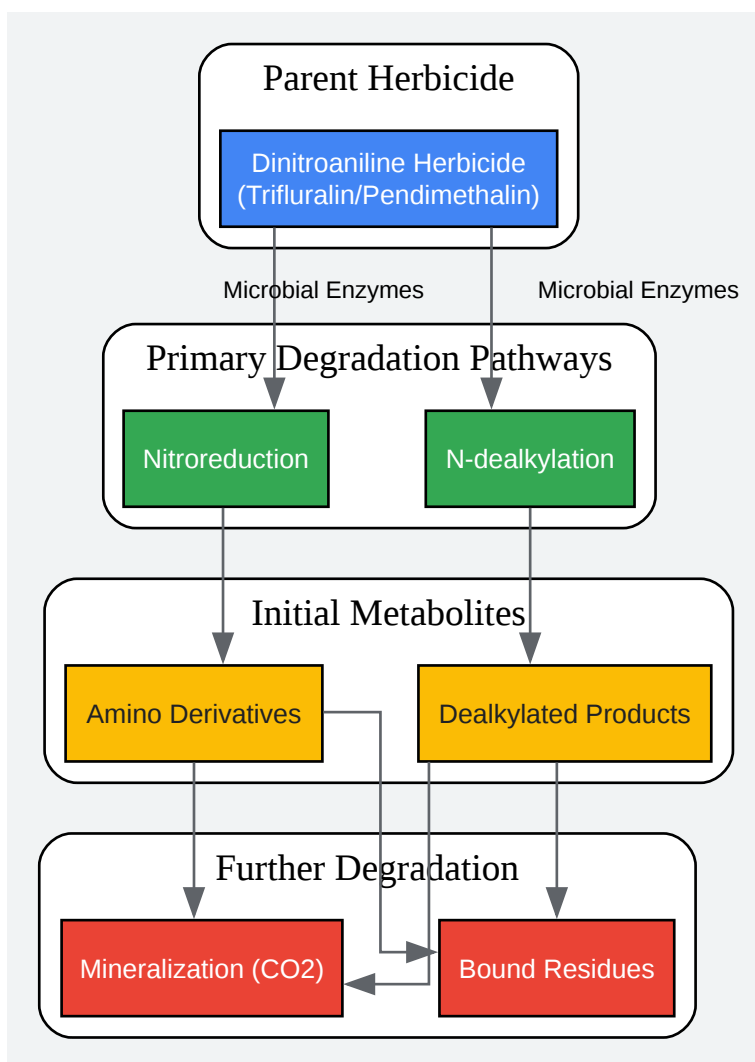 Parent Herbicide
Dinitroaniline Herbicide
(Trifluralin/Pendimethalin)
Microbial Enzymes
Microbial Enzymes
Primary Degradation Pathways
Nitroreduction
N-dealkylation
Initial Metabolites
Amino Derivatives
Dealkylated Products
Further Degradation
Mineralization (CO2)
Bound Residues